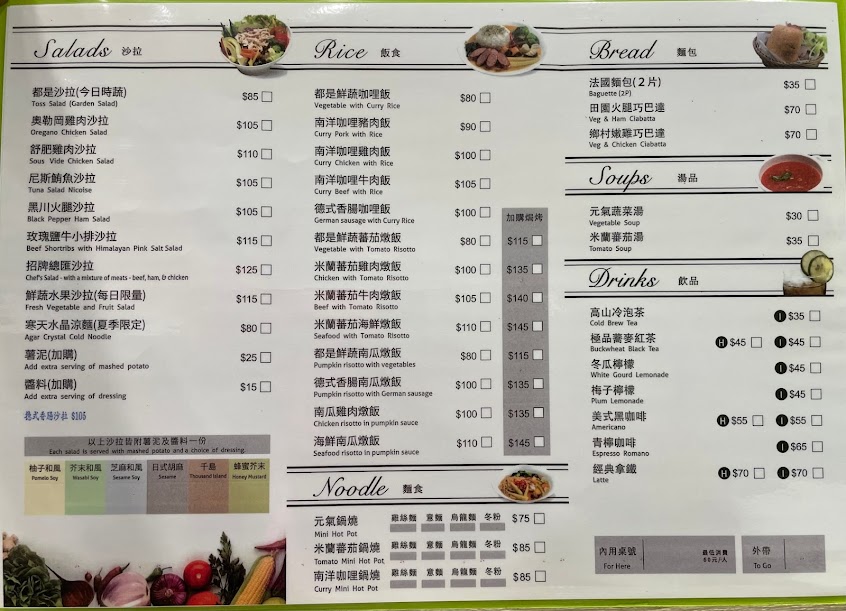 Salads 沙拉
都是沙拉(今日時蔬) $85
Toss Salad (Garden Salad)
奧勒岡雞肉沙拉 $105
Oregano Chicken Salad
舒肥雞肉沙拉 $110
Sous Vide Chicken Salad
尼斯鮪魚沙拉 $105
Tuna Salad Nicolse
黑川火腿沙拉 $105
Black Pepper Ham Salad
玫瑰鹽牛小排沙拉 $115
Beef Shortribs with Himalayan Pink Salt Salad
招牌總匯沙拉 $125
Chef's Salad - with a mixture of meats - beef, ham, & chicken
鮮蔬水果沙拉(每日限量) $115
Fresh Vegetable and Fruit Salad
寒天水晶涼麵(夏季限定) $80
Agar Crystal Cold Noodle
薯泥(加購) $25
Add extra serving of mashed potato
醬料(加購) $15
Add extra serving of dressing
德式香腸沙拉 $105
以上沙拉皆附薯泥及醬料一份
Each salad is served with mashed potato and a choice of dressing.
柚子和風 芥末和風 芝麻和風 日式胡麻 千島 蜂蜜芥末
Pomelo Soy Wasabi Soy Sesame Soy Sesame Thousand Island Honey Mustard
Rice 飯食
都是鮮蔬咖哩飯 $80
Vegetable with Curry Rice
南洋咖哩豬肉飯 $90
Curry Pork with Rice
南洋咖哩雞肉飯 $100
Curry Chicken with Rice
南洋咖哩牛肉飯 $105
Curry Beef with Rice
德式香腸咖哩飯 $100
German sausage with Curry Rice
加購焗烤
都是鮮蔬蕃茄燉飯 $80 $115
Vegetable with Tomato Risotto
米蘭蕃茄雞肉燉飯 $100 $135
Chicken with Tomato Risotto
米蘭蕃茄牛肉燉飯 $105 $140
Beef with Tomato Risotto
米蘭蕃茄海鮮燉飯 $110 $145
Seafood with Tomato Risotto
都是鮮蔬南瓜燉飯 $80 $115
Pumpkin risotto with vegetables
德式香腸南瓜燉飯 $100 $135
Pumpkin risotto with German sausage
南瓜雞肉燉飯 $100 $135
Chicken risotto in pumpkin sauce
海鮮南瓜燉飯 $110 $145
Seafood risotto in pumpkin sauce
Noodle 麵食
元氣鍋燒 雞絲麵 意麵 烏龍麵 冬粉 $75
Mini Hot Pot
米蘭蕃茄鍋燒 雞絲麵 意麵 烏龍麵 冬粉 $85
Tomato Mini Hot Pot
南洋咖哩鍋燒 雞絲麵 意麵 烏龍麵 冬粉 $85
Curry Mini Hot Pot
Bread 麵包
法國麵包(2片) $35
Baguette (2P)
田園火腿巧巴達 $70
Veg & Ham Ciabatta
鄉村嫩雞巧巴達 $70
Veg & Chicken Ciabatta
Soups 湯品
元氣蔬菜湯 $30
Vegetable Soup
米蘭蕃茄湯 $35
Tomato Soup
Drinks 飲品
高山冷泡茶 I $35
Cold Brew Tea
極品蕎麥紅茶 H $45 I $45
Buckwheat Black Tea
冬瓜檸檬 I $45
White Gourd Lemonade
梅子檸檬 I $45
Plum Lemonade
美式黑咖啡 H $55 I $55
Americano
青檸咖啡 I $65
Espresso Romano
經典拿鐵 H $70 I $70
Latte
內用桌號 最低消費 外帶
For Here 60元/人 To Go